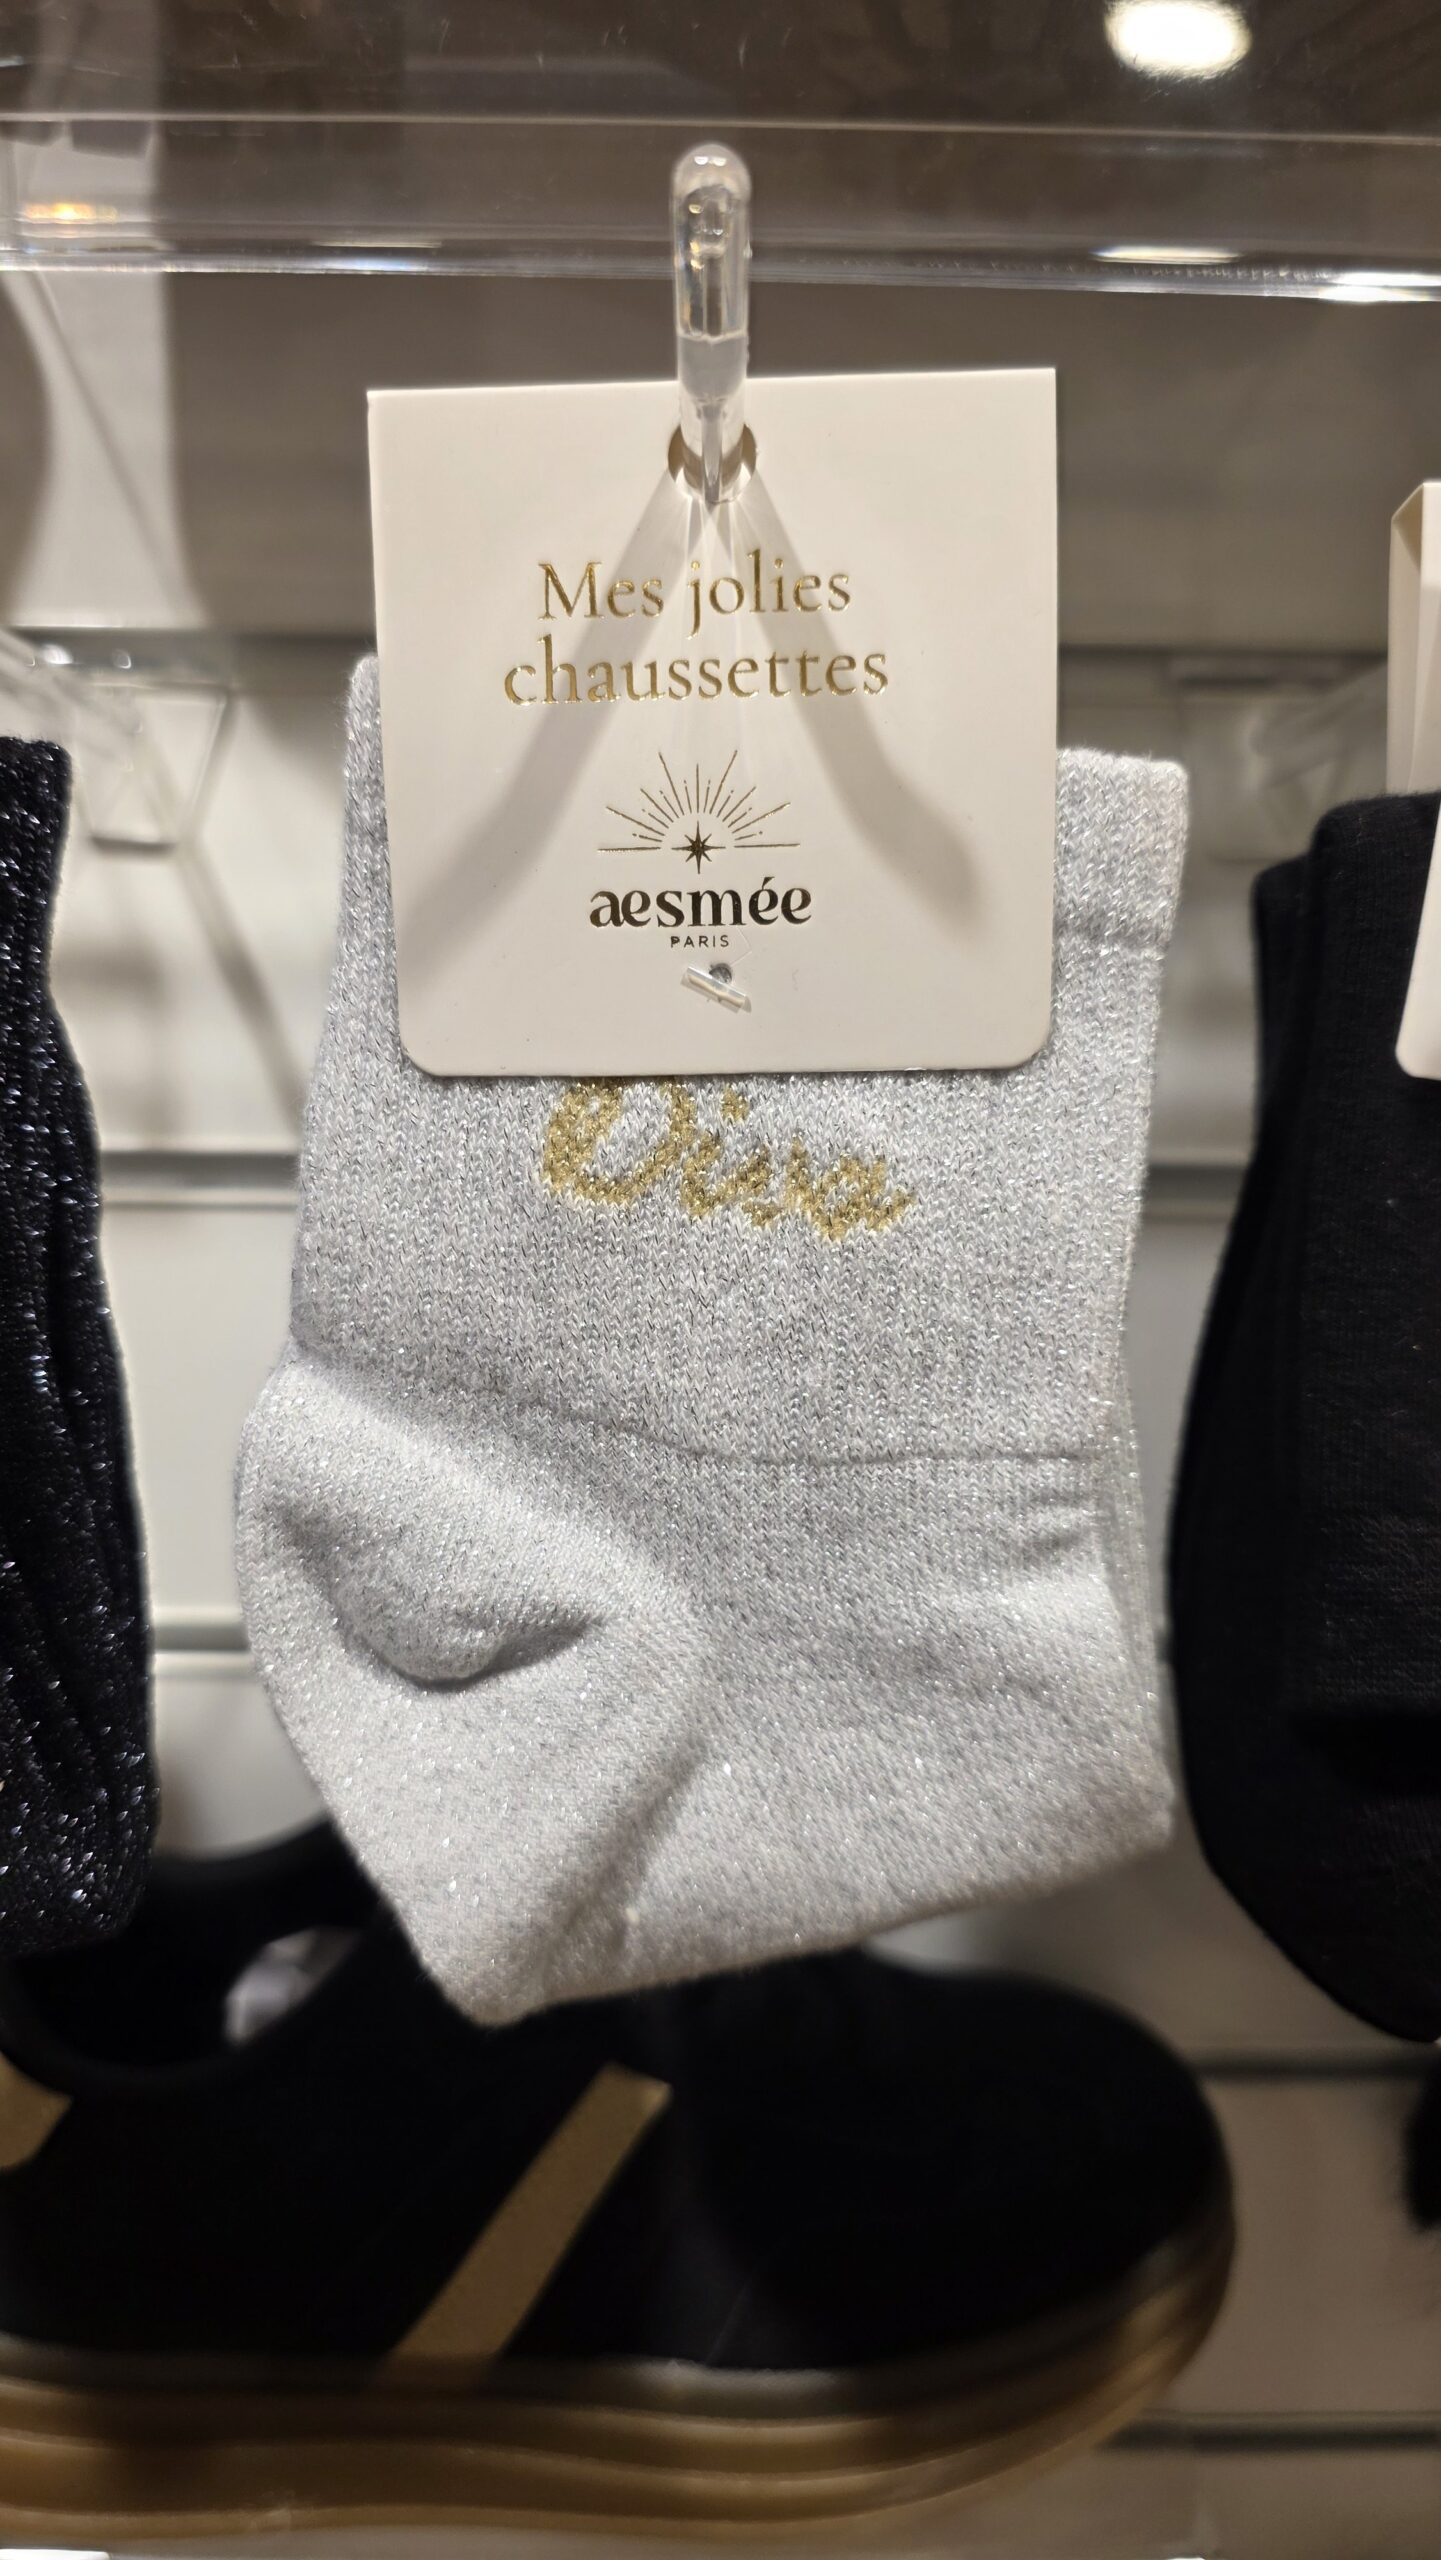 Mes jolies
chaussettes
aesmée
PARIS
Diva